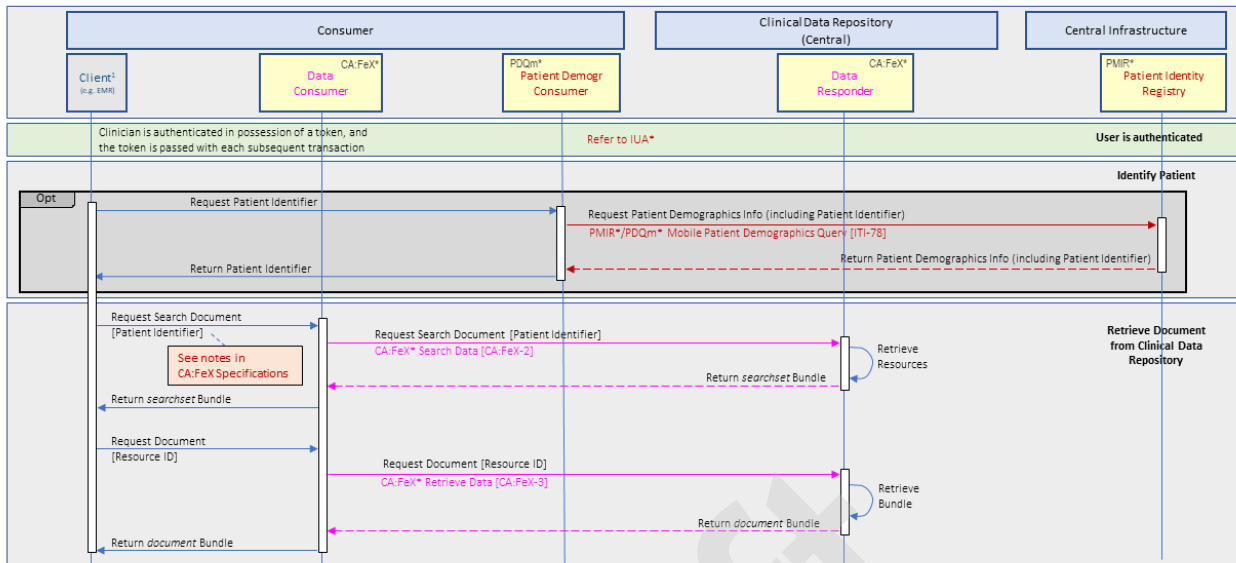 Consumer
Clinical Data Repository
(Central)
Central Infrastructure
Client1
(e.g. EMR)
CA:FeX*
Data
Consumer
PDQm*
Patient Demogr
Consumer
CA:FeX*
Data
Responder
PMIR*
Patient Identity
Registry
Clinician is authenticated in possession of a token, and
the token is passed with each subsequent transaction
Refer to IUA*
User is authenticated
Identify Patient
Opt
Request Patient Identifier
Request Patient Demographics Info (including Patient Identifier)
PMIR*/PDQm* Mobile Patient Demographics Query [ITI-78]
Return Patient Demographics Info (including Patient Identifier)
Return Patient Identifier
Request Search Document
[Patient Identifier]
Request Search Document [Patient Identifier]
CA:FeX* Search Data [CA:FeX-2]
Retrieve Document
from Clinical Data
Repository
See notes in
CA:FeX Specifications
Retrieve
Resources
Return searchset Bundle
Return searchset Bundle
Request Document
[Resource ID]
Request Document [Resource ID]
CA:FeX* Retrieve Data [CA:FeX-3]
Retrieve
Bundle
Return document Bundle
Return document Bundle